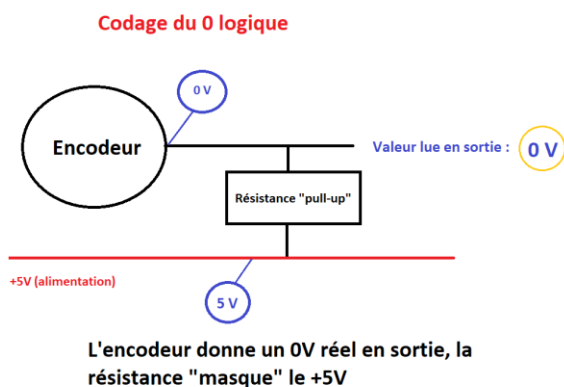 Codage du 0 logique
0 V
Encodeur
Valeur lue en sortie :
0 V
Résistance "pull-up"
+5V (alimentation)
5 V
L'encodeur donne un 0V réel en sortie, la
résistance "masque" le +5V